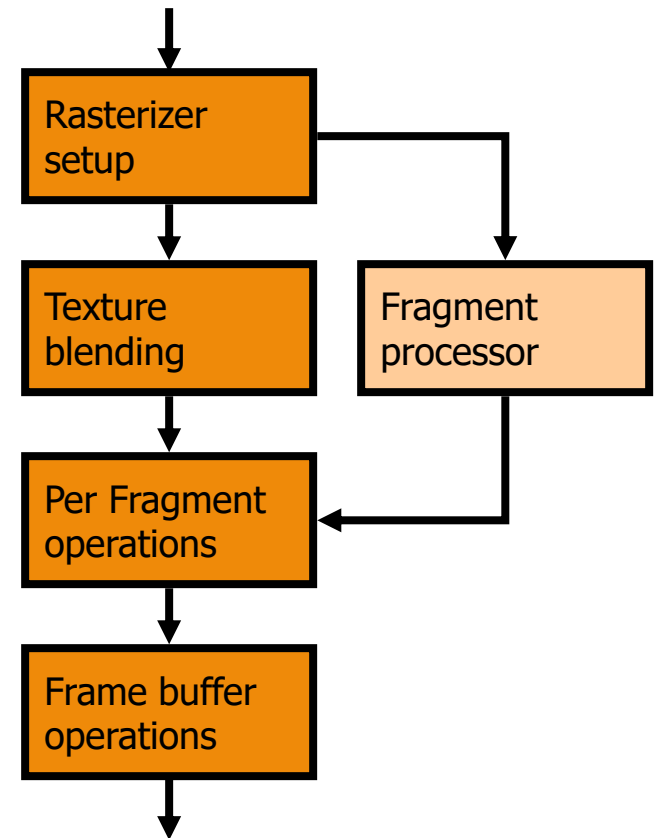 Rasterizer
setup
Texture
blending
Fragment
processor
Per Fragment
operations
Frame buffer
operations